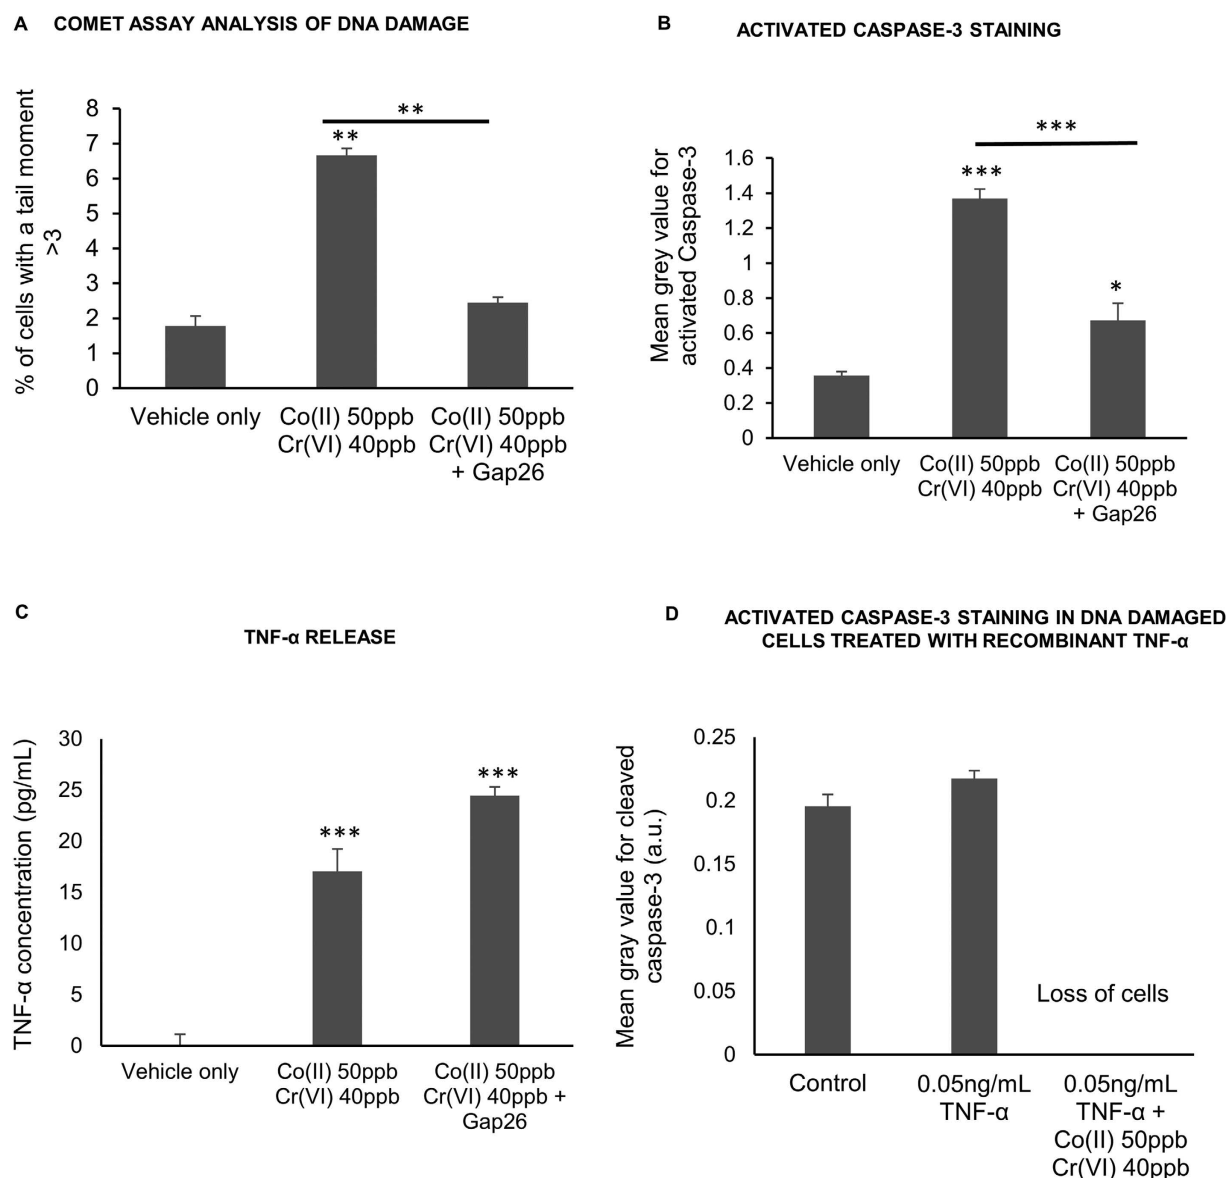 A COMET ASSAY ANALYSIS OF DNA DAMAGE
% of cells with a tail moment
>3
8
7
6
5
4
3
2
1
0
**
**
Vehicle only
Co(II) 50ppb
Cr(VI) 40ppb
Co(II) 50ppb
Cr(VI) 40ppb
+ Gap26
B ACTIVATED CASPASE-3 STAINING
Mean grey value for
activated Caspase-3
1.6
1.4
1.2
1
0.8
0.6
0.4
0.2
0
***
***
*
Vehicle only
Co(II) 50ppb
Cr(VI) 40ppb
Co(II) 50ppb
Cr(VI) 40ppb
+ Gap26
C
TNF-α RELEASE
TNF-α concentration (pg/mL)
30
25
20
15
10
5
0
***
***
Vehicle only
Co(II) 50ppb
Cr(VI) 40ppb
Co(II) 50ppb
Cr(VI) 40ppb +
Gap26
D ACTIVATED CASPASE-3 STAINING IN DNA DAMAGED
CELLS TREATED WITH RECOMBINANT TNF-α
Mean gray value for cleaved
caspase-3 (a.u.)
0.25
0.2
0.15
0.1
0.05
0
Loss of cells
Control
0.05ng/mL
TNF-α
0.05ng/mL
TNF-α +
Co(II) 50ppb
Cr(VI) 40ppb